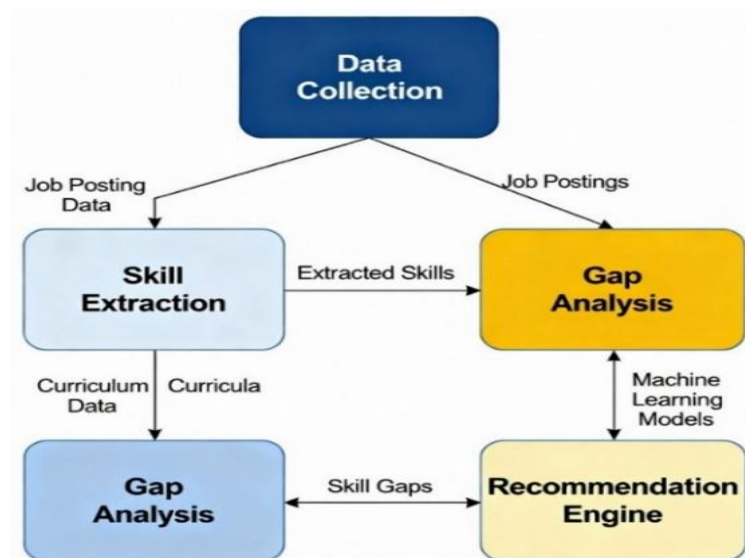 Data
Collection
Job Posting
Data
Job Postings
Skill
Extraction
Extracted Skills
Gap
Analysis
Curriculum
Data
Curricula
Machine
Learning
Models
Gap
Analysis
Skill Gaps
Recommendation
Engine